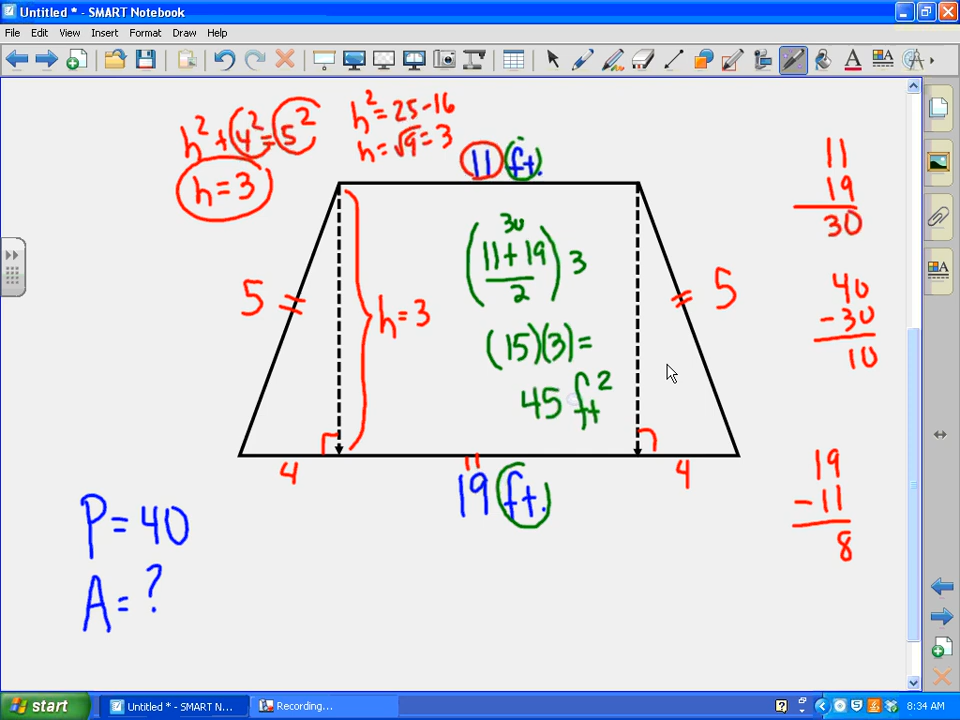 Untitled * - SMART Notebook
File Edit View Insert Format Draw Help
h²+4²=5²
h=3
h²=25-16
h=√9=3
11 ft.
5
h=3
30
(11+19/2)3
(15)(3)=
45 ft²
5
4
11
19 ft.
4
P=40
A=?
11
19
30
40
-30
10
19
-11
8
start
Untitled * - SMART N...
Recording...
8:34 AM